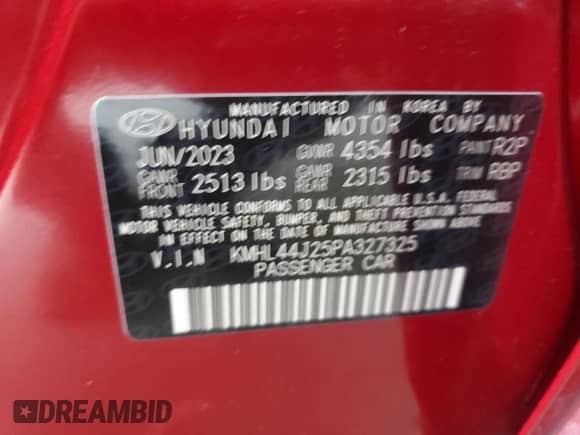 MANUFACTURED IN KOREA BY
HYUNDAI MOTOR COMPANY
JUN/2023 GVWR 4354 lbs PAINT R2P
GAWR FRONT 2513 lbs GAWR REAR 2315 lbs TRIM RBP
THIS VEHICLE CONFORMS TO ALL APPLICABLE U.S.A. FEDERAL
MOTOR VEHICLE SAFETY, BUMPER, AND THEFT PREVENTION STANDARDS
IN EFFECT ON THE DATE OF MANUFACTURE SHOWN ABOVE.
V.I.N KMHL44J25PA327325
PASSENGER CAR
DREAMBID